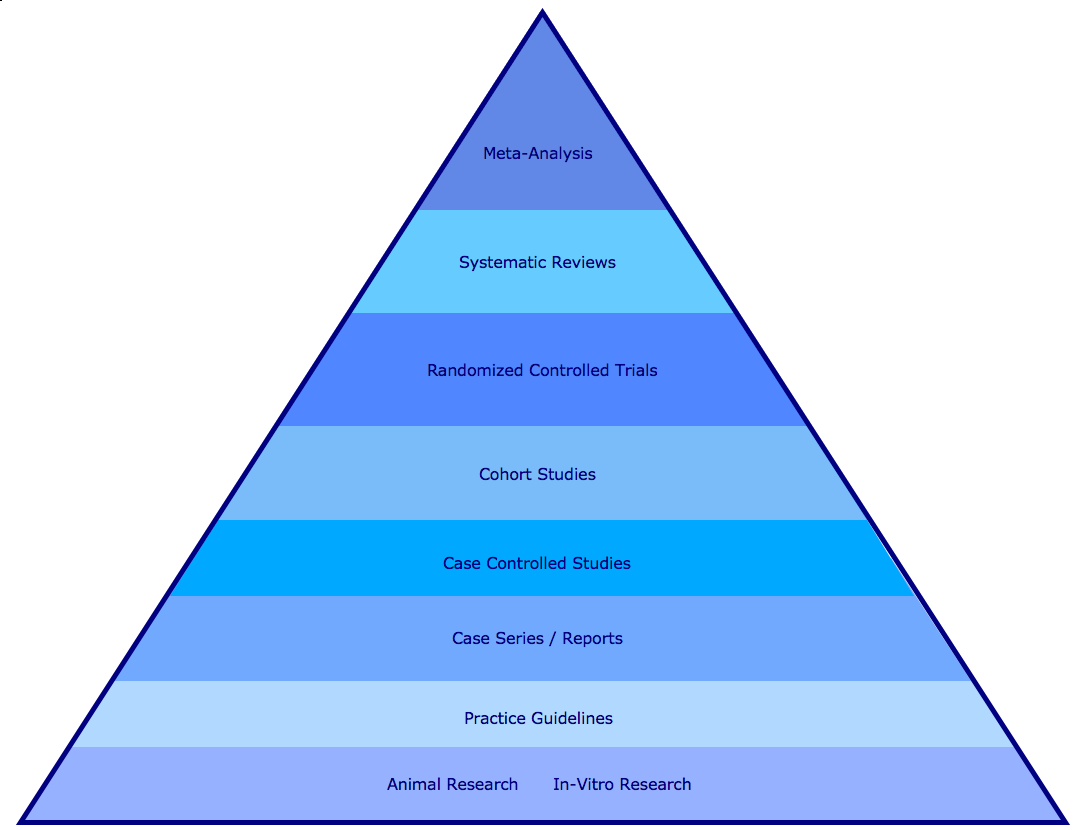 Meta-Analysis
Systematic Reviews
Randomized Controlled Trials
Cohort Studies
Case Controlled Studies
Case Series / Reports
Practice Guidelines
Animal Research In-Vitro Research